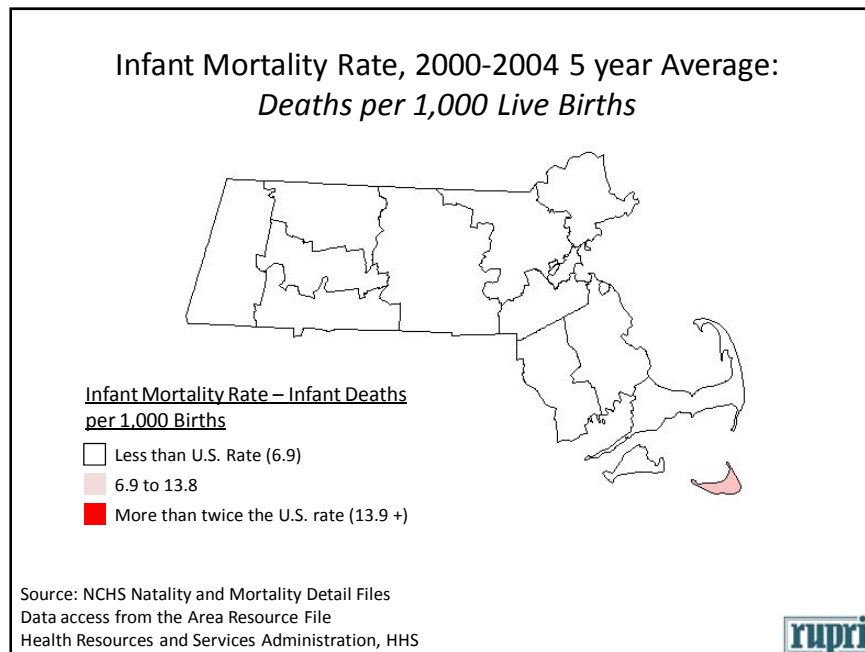 Infant Mortality Rate, 2000-2004 5 year Average:
Deaths per 1,000 Live Births
Infant Mortality Rate – Infant Deaths
per 1,000 Births
Less than U.S. Rate (6.9)
6.9 to 13.8
More than twice the U.S. rate (13.9 +)
Source: NCHS Natality and Mortality Detail Files
Data access from the Area Resource File
Health Resources and Services Administration, HHS
rupri